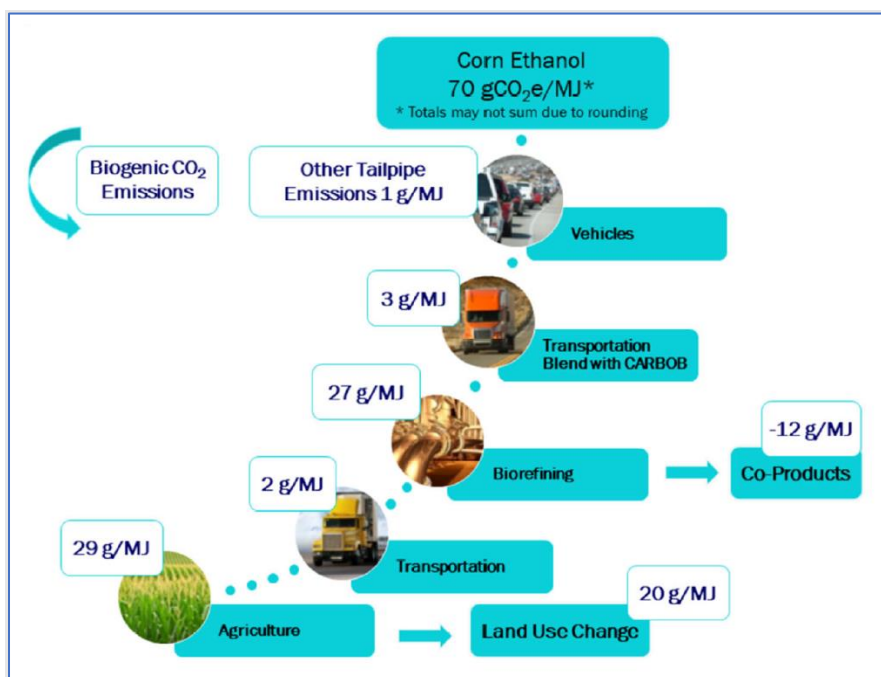 Corn Ethanol
70 gCO₂e/MJ*
* Totals may not sum due to rounding
Biogenic CO₂
Emissions
Other Tailpipe
Emissions 1 g/MJ
Vehicles
3 g/MJ
Transportation
Blend with CARBOB
27 g/MJ
Biorefining
-12 g/MJ
Co-Products
2 g/MJ
Transportation
29 g/MJ
Agriculture
20 g/MJ
Land Use Change